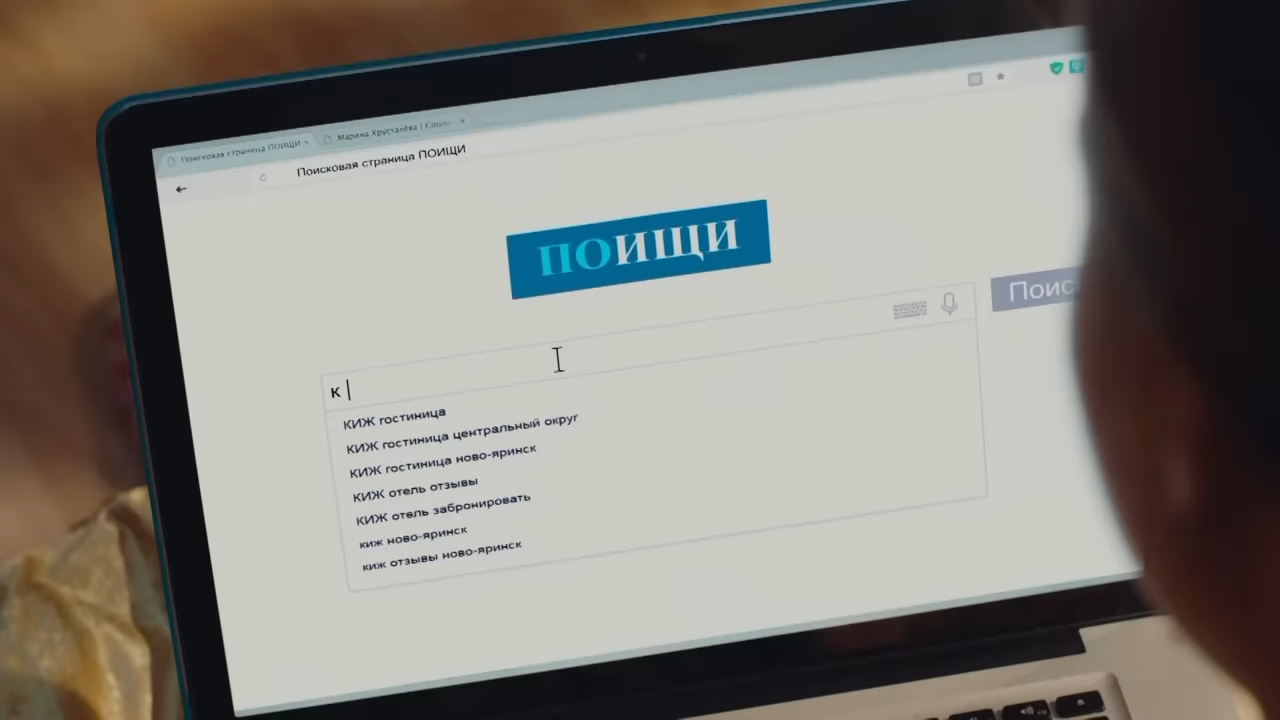 Поисковая страница ПОИЩИ
Марина Хрусталёва | Социа
Поисковая страница ПОИЩИ
ПОИЩИ
Поис
к
КИЖ гостиница
КИЖ гостиница центральный округ
КИЖ гостиница ново-яринск
КИЖ отель отзывы
КИЖ отель забронировать
киж ново-яринск
киж отзывы ново-яринск